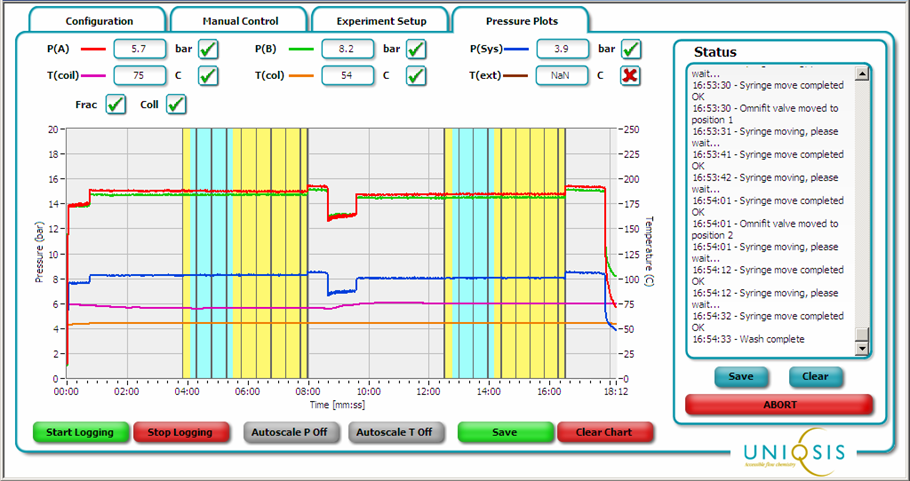 Configuration
Manual Control
Experiment Setup
Pressure Plots
P(A) 5.7 bar P(B) 8.2 bar P(Sys) 3.9 bar
T(coil) 75 C T(col) 54 C T(ext) NaN C
Frac Coll
20
18
16
14
12
10
8
6
4
2
0
Pressure (bar)
250
225
200
175
150
125
100
75
50
25
0
Temperature (C)
00:00 02:00 04:00 06:00 08:00 10:00 12:00 14:00 16:00 18:12
Time [mm:ss]
Start Logging
Stop Logging
Autoscale P Off
Autoscale T Off
Save
Clear Chart
Status
wait...
16:53:30 - Syringe move completed
OK
16:53:30 - Omnifit valve moved to
position 1
16:53:31 - Syringe moving, please
wait...
16:53:41 - Syringe move completed
OK
16:53:42 - Syringe moving, please
wait...
16:54:01 - Syringe move completed
OK
16:54:01 - Omnifit valve moved to
position 2
16:54:01 - Syringe moving, please
wait...
16:54:12 - Syringe move completed
OK
16:54:12 - Syringe moving, please
wait...
16:54:32 - Syringe move completed
OK
16:54:33 - Wash complete
Save
Clear
ABORT
UNIQSIS
accessible flow chemistry